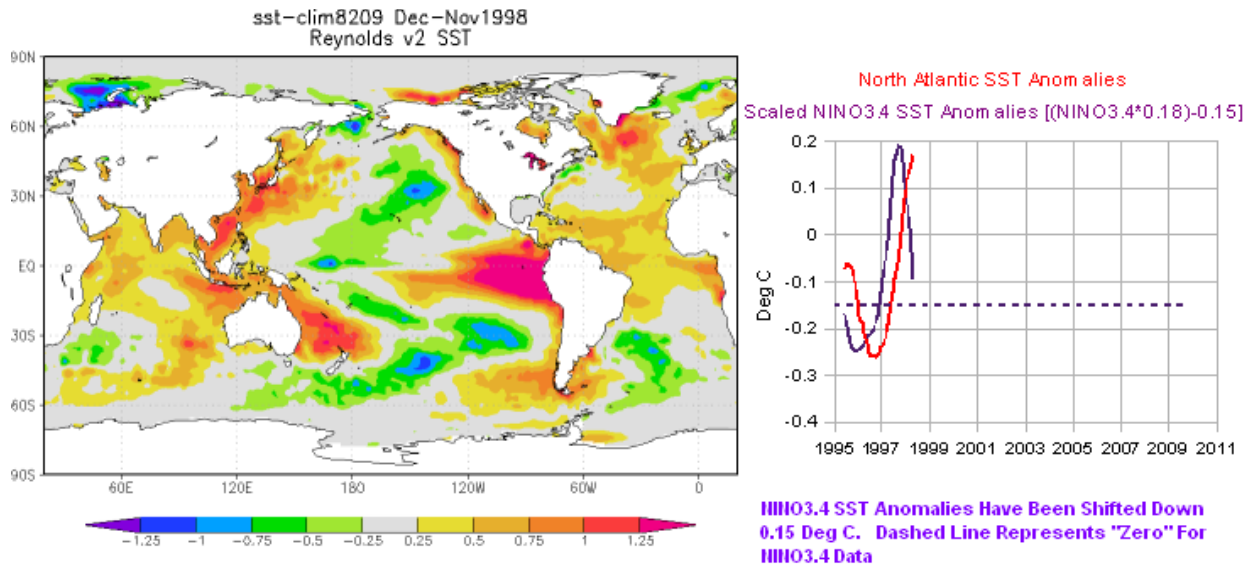 sst-clim8209 Dec-Nov1998
Reynolds v2 SST
90N
60N
30N
EQ
30S
60S
90S
60E 120E 180 120W 60W 0
-1.25 -1 -0.75 -0.5 -0.25 0.25 0.5 0.75 1 1.25
North Atlantic SST Anomalies
Scaled NINO3.4 SST Anomalies [(NINO3.4*0.18)-0.15]
Deg C
0.2
0.1
0
-0.1
-0.2
-0.3
-0.4
1995 1997 1999 2001 2003 2005 2007 2009 2011
NINO3.4 SST Anomalies Have Been Shifted Down
0.15 Deg C. Dashed Line Represents "Zero" For
NINO3.4 Data